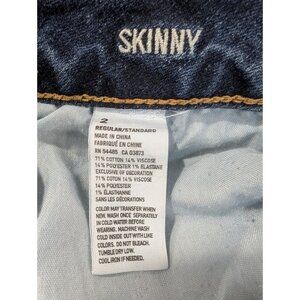 SKINNY
2
REGULAR/STANDARD
MADE IN CHINA
FABRIQUÉ EN CHINE
RN 54485 CA 03873
71% COTTON 14% VISCOSE
14% POLYESTER 1% ELASTANE
EXCLUSIVE OF DECORATION
71% COTON 14% VISCOSE
14% POLYESTER
1% ÉLASTHANNE
SANS LES DÉCORATIONS
COLOR MAY TRANSFER WHEN
NEW. WASH ONCE SEPARATELY
IN COLD WATER BEFORE
WEARING. MACHINE WASH
COLD INSIDE OUT WITH LIKE
COLORS. DO NOT BLEACH.
TUMBLE DRY LOW.
COOL IRON IF NEEDED.